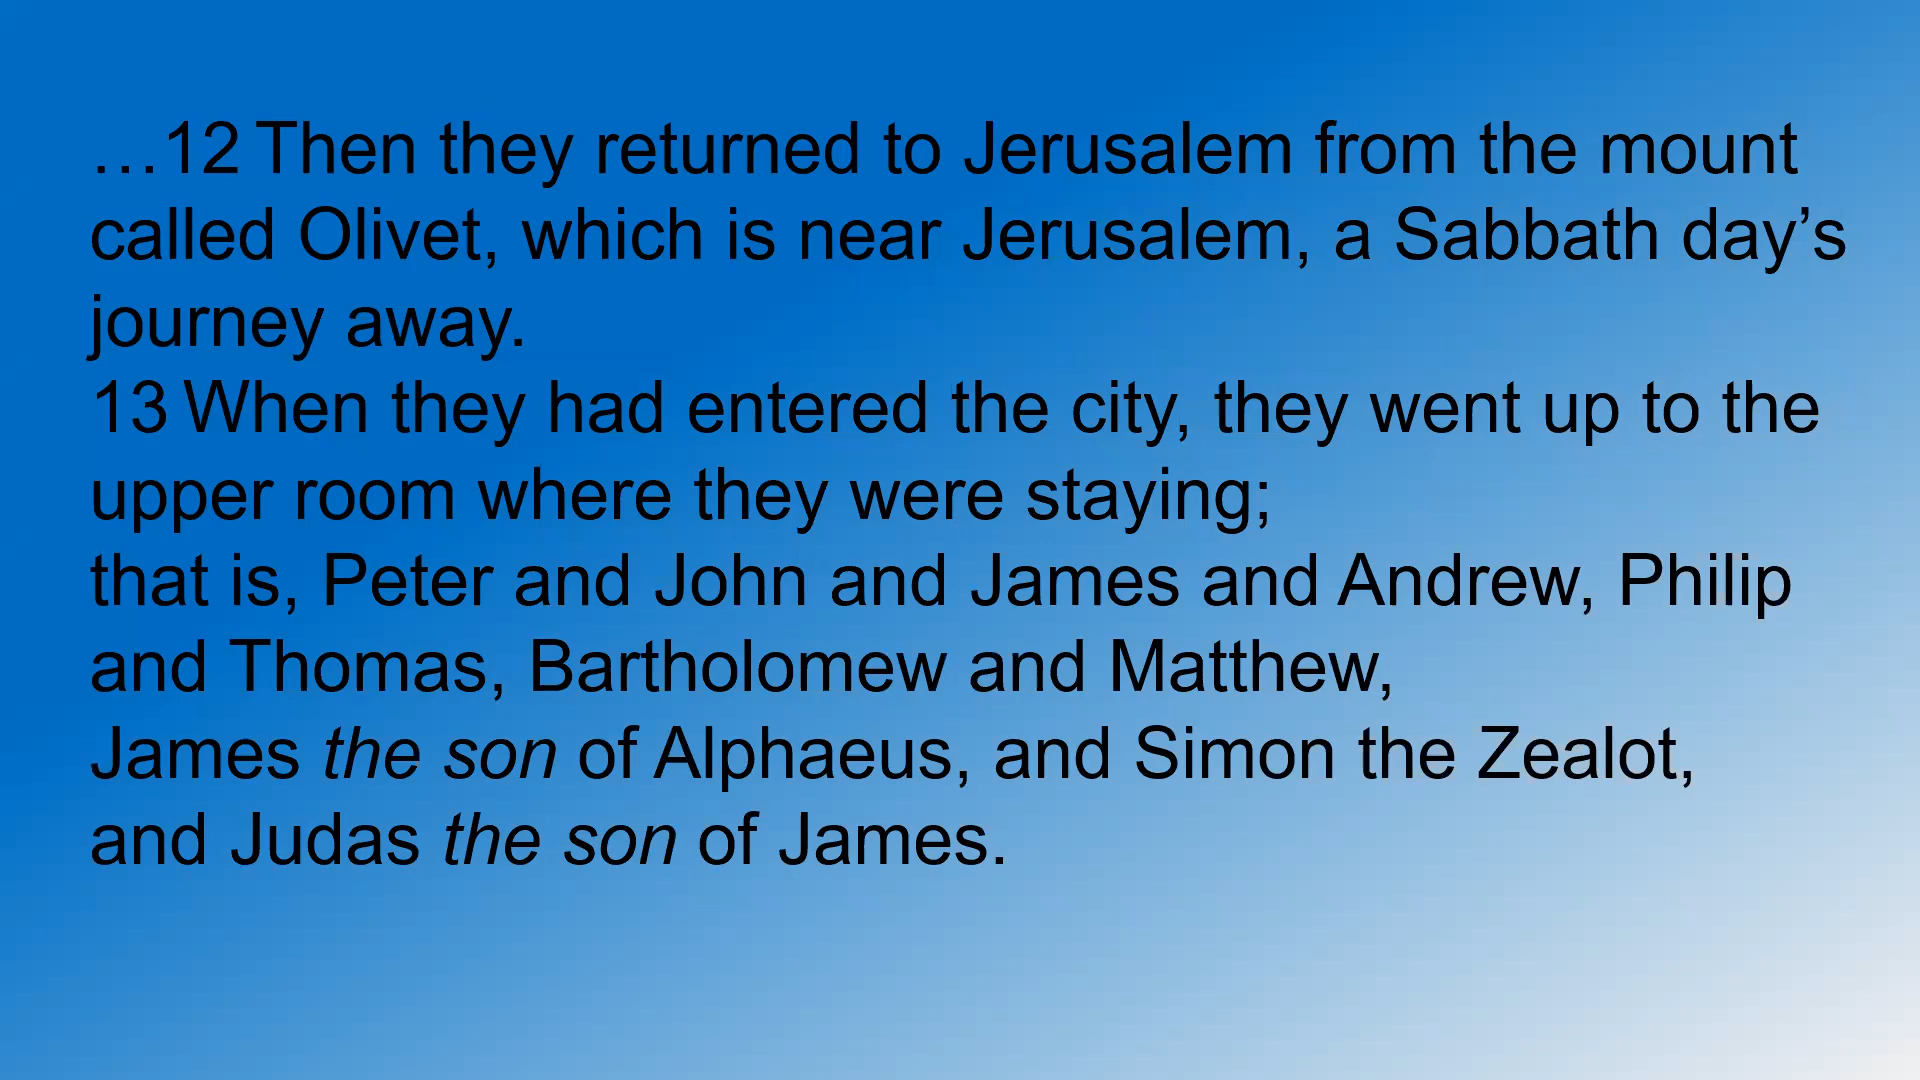 …12 Then they returned to Jerusalem from the mount
called Olivet, which is near Jerusalem, a Sabbath day’s
journey away.
13 When they had entered the city, they went up to the
upper room where they were staying;
that is, Peter and John and James and Andrew, Philip
and Thomas, Bartholomew and Matthew,
James the son of Alphaeus, and Simon the Zealot,
and Judas the son of James.